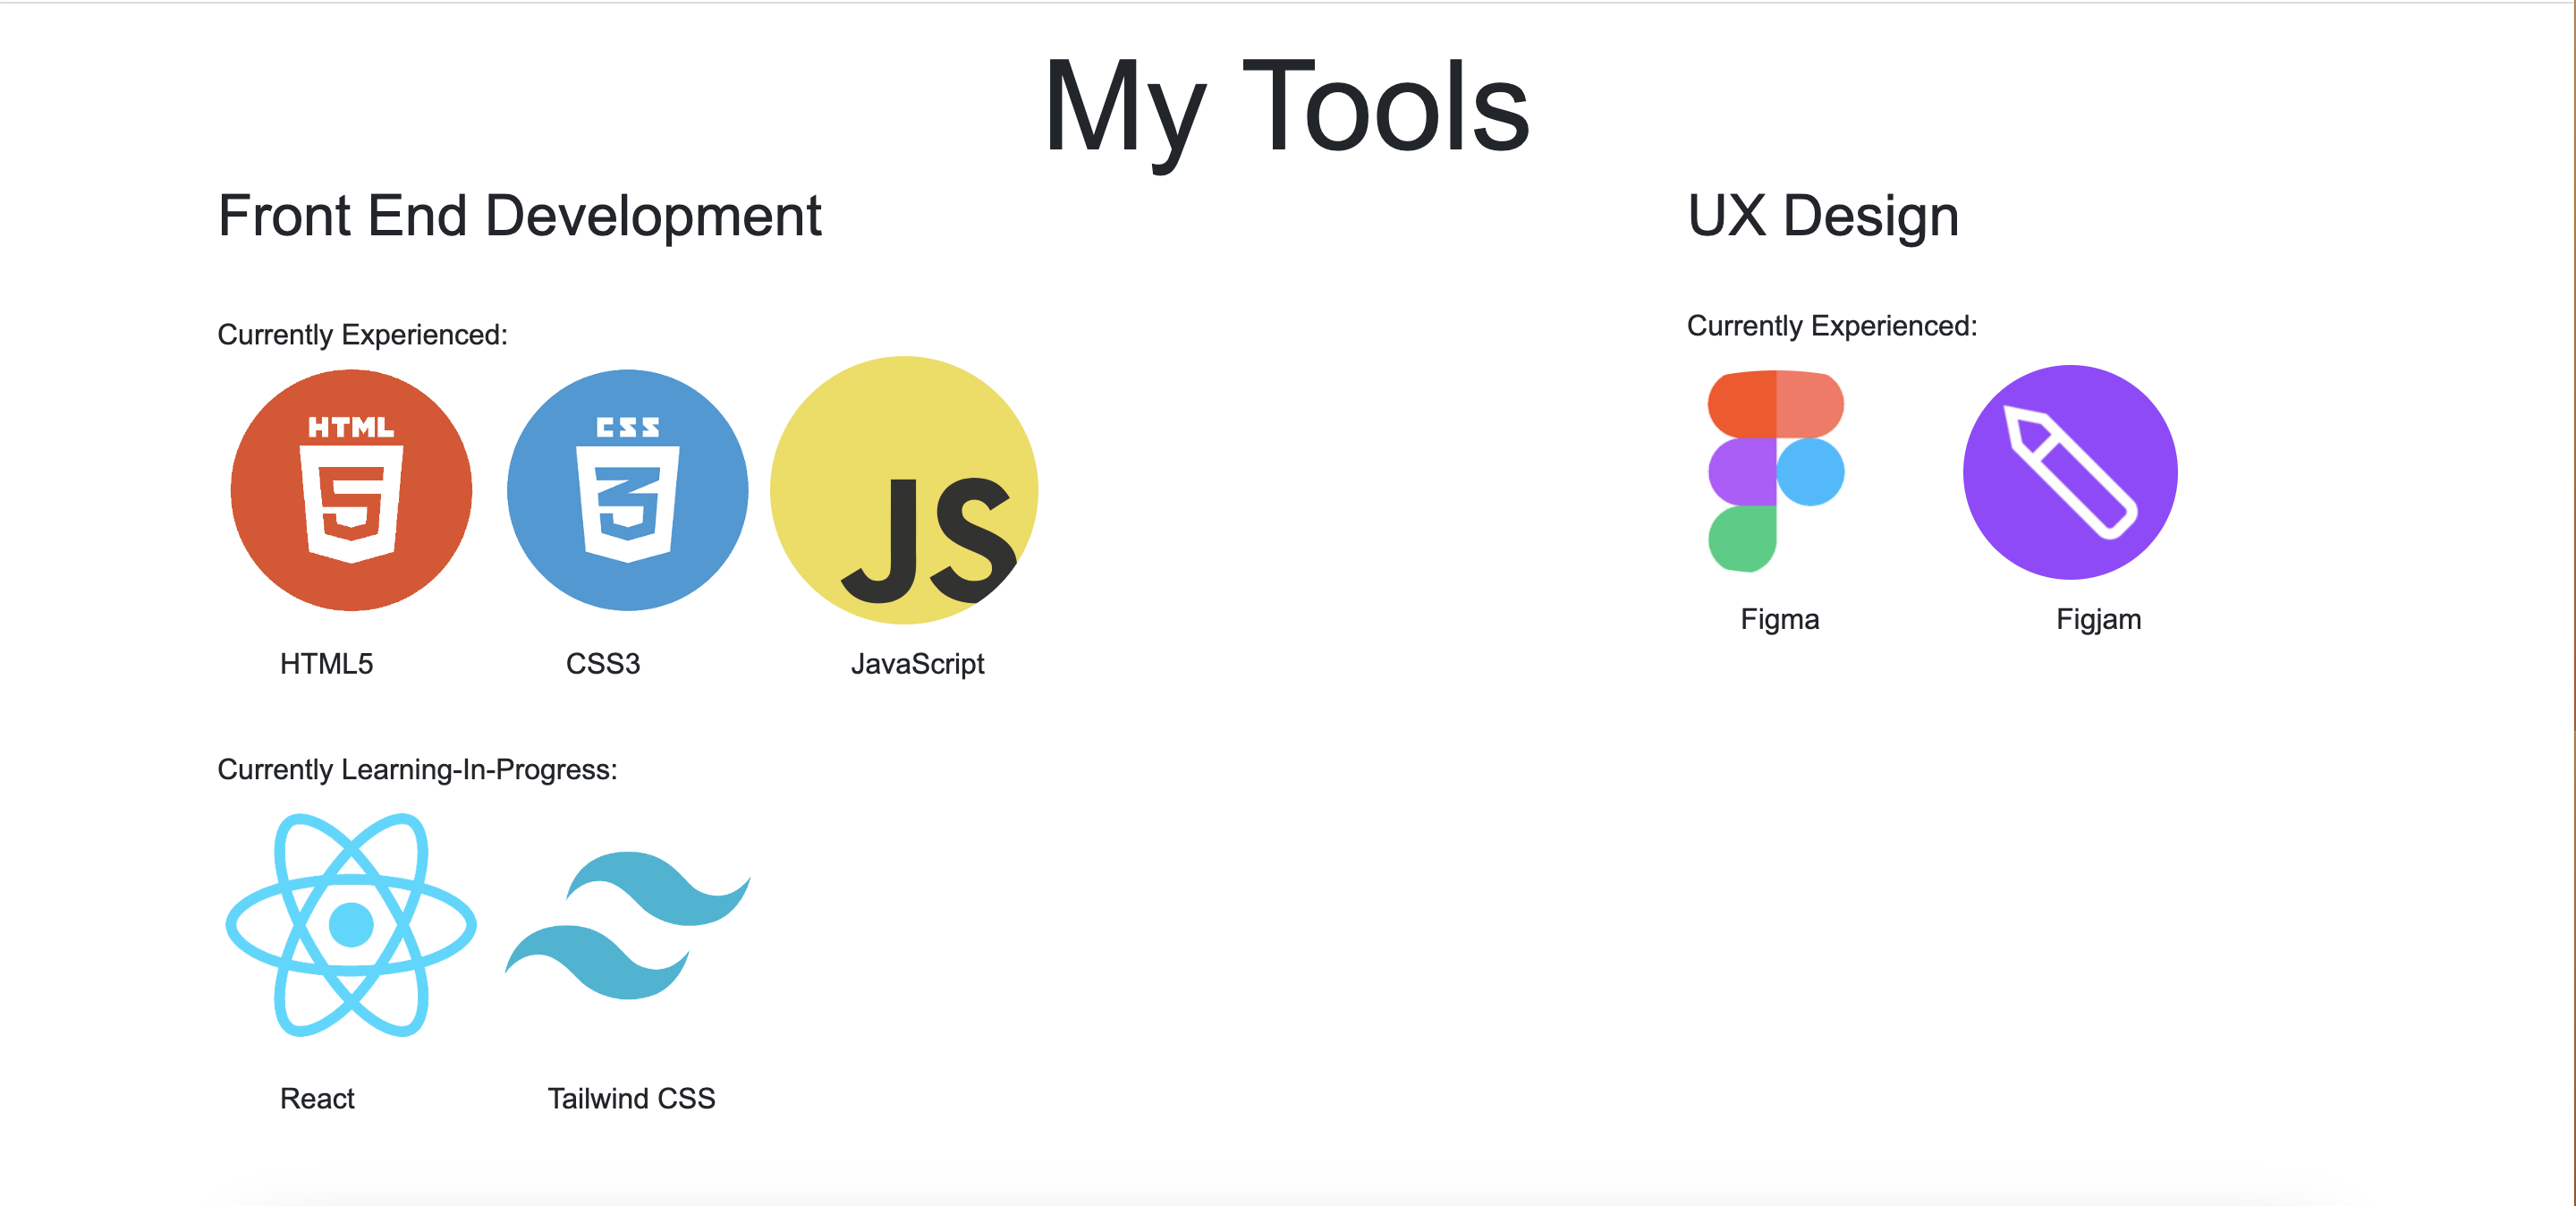 My Tools
Front End Development
Currently Experienced:
HTML
5
CSS
3
JS
HTML5
CSS3
JavaScript
Currently Learning-In-Progress:
React
Tailwind CSS
UX Design
Currently Experienced:
Figma
Figjam